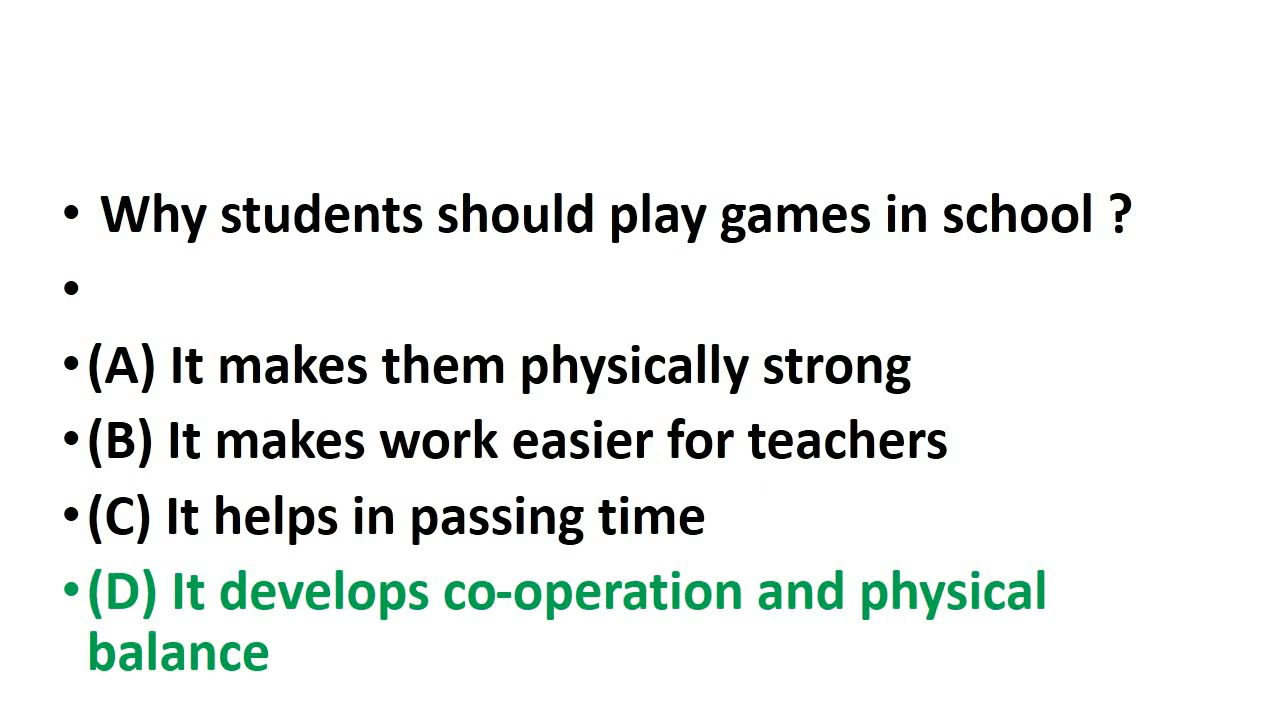 • Why students should play games in school ?
•
• (A) It makes them physically strong
• (B) It makes work easier for teachers
• (C) It helps in passing time
• (D) It develops co-operation and physical
balance